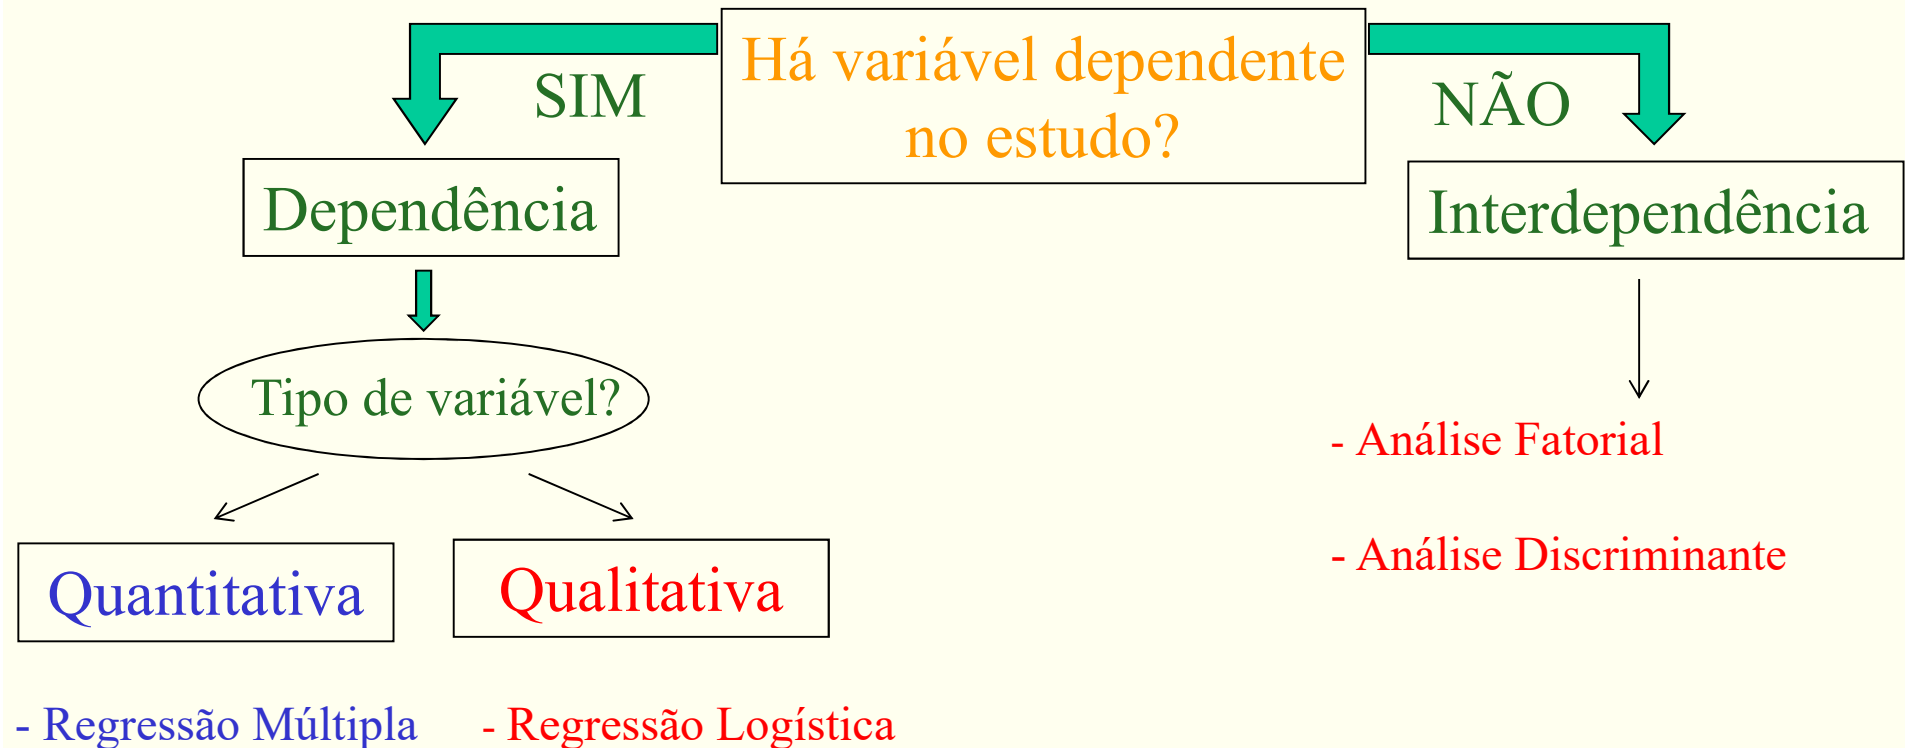 Há variável dependente
no estudo?
SIM
NÃO
Dependência
Interdependência
Tipo de variável?
- Análise Fatorial
- Análise Discriminante
Quantitativa
Qualitativa
- Regressão Múltipla
- Regressão Logística